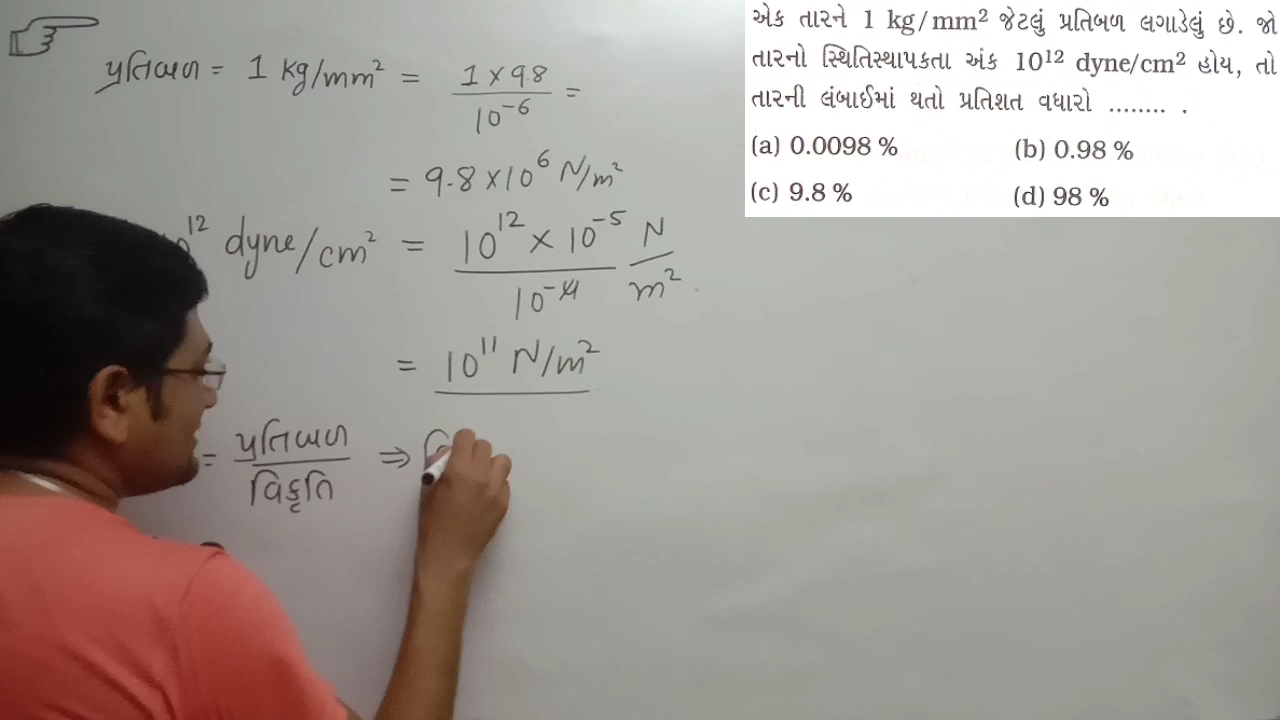 એક તારને 1 kg/mm² જેટલું પ્રતિબળ લગાડેલું છે. જો
તારનો સ્થિતિસ્થાપકતા અંક 10¹² dyne/cm² હોય, તો
તારની લંબાઈમાં થતો પ્રતિશત વધારો ........ .
(a) 0.0098 % (b) 0.98 %
(c) 9.8 % (d) 98 %
પ્રતિબળ = 1 kg/mm² = 1 × 9.8 / 10⁻⁶ =
= 9.8 × 10⁶ N/m²
¹² dyne/cm² = 10¹² × 10⁻⁵ / 10⁻⁴ N/m²
= 10¹¹ N/m²
= પ્રતિબળ / વિકૃતિ ⇒